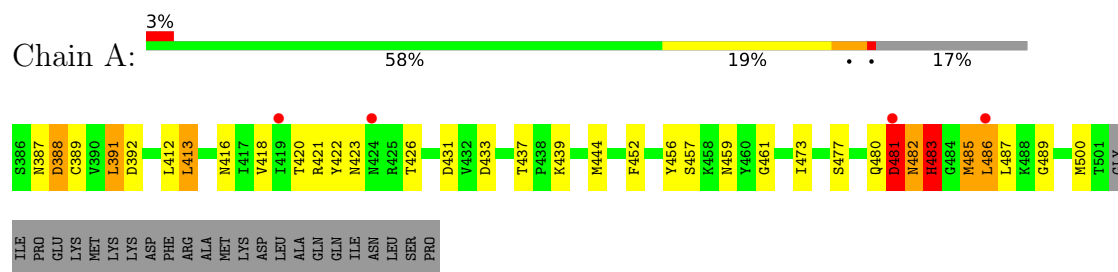 3%
Chain A:
58% 19% • • 17%
S386 N387 D388 C389 V390 L391 D392 L412 L413 N416 I417 V418 I419 T420 R421 Y422 N423 N424 R425 T426 D431 V432 D433 T437 P438 K439 M444 F452 Y456 S457 K458 N459 Y460 G461 I473 S477 Q480 D481 N482 H483 G484 M485 L486 L487 K488 G489 M500 T501 GLY
ILE PRO GLU LYS MET LYS LYS ASP PHE ARG ALA MET LYS ASP LEU ALA GLN GLN ILE ASN LEU SER PRO